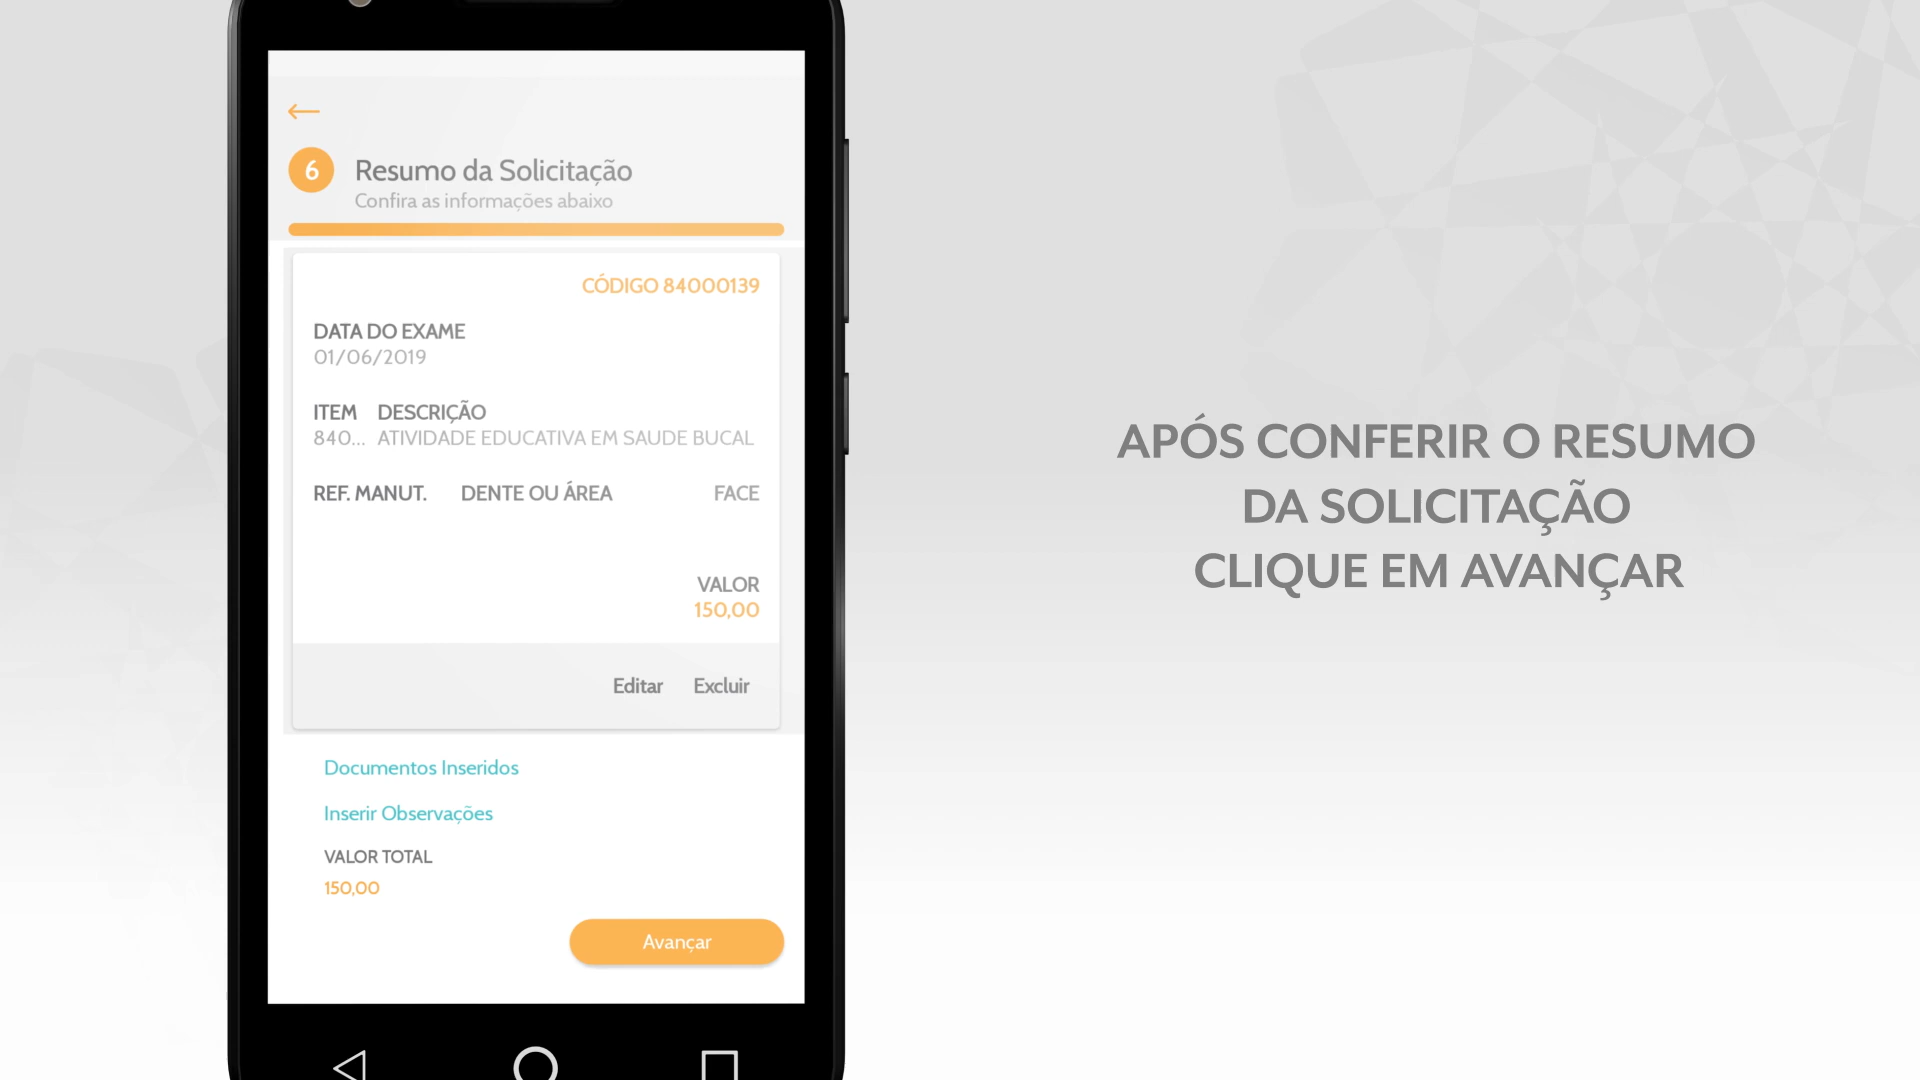 6
Resumo da Solicitação
Confira as informações abaixo
CÓDIGO 84000139
DATA DO EXAME
01/06/2019
ITEM DESCRIÇÃO
840... ATIVIDADE EDUCATIVA EM SAUDE BUCAL
REF. MANUT. DENTE OU ÁREA FACE
VALOR
150,00
Editar Excluir
Documentos Inseridos
Inserir Observações
VALOR TOTAL
150,00
Avançar
APÓS CONFERIR O RESUMO
DA SOLICITAÇÃO
CLIQUE EM AVANÇAR